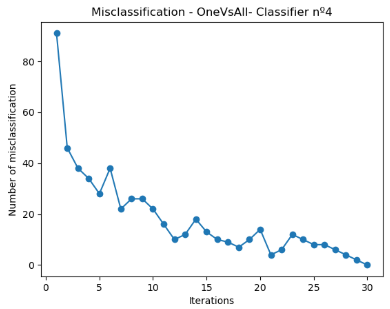 Misclassification - OneVsAll- Classifier nº4
80
60
40
20
0
Number of misclassification
0 5 10 15 20 25 30
Iterations